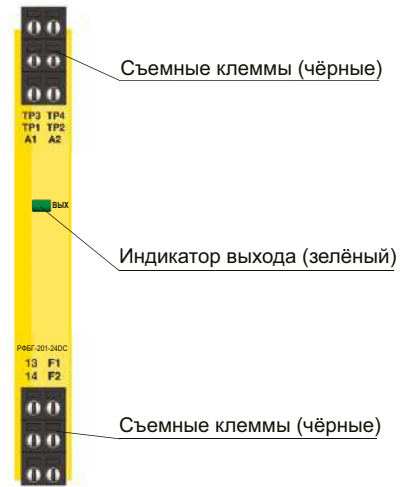 Съемные клеммы (чёрные)
TP3 TP4
TP1 TP2
A1 A2
ВЫХ
Индикатор выхода (зелёный)
РФБГ-201-24DC
13 F1
14 F2
Съемные клеммы (чёрные)